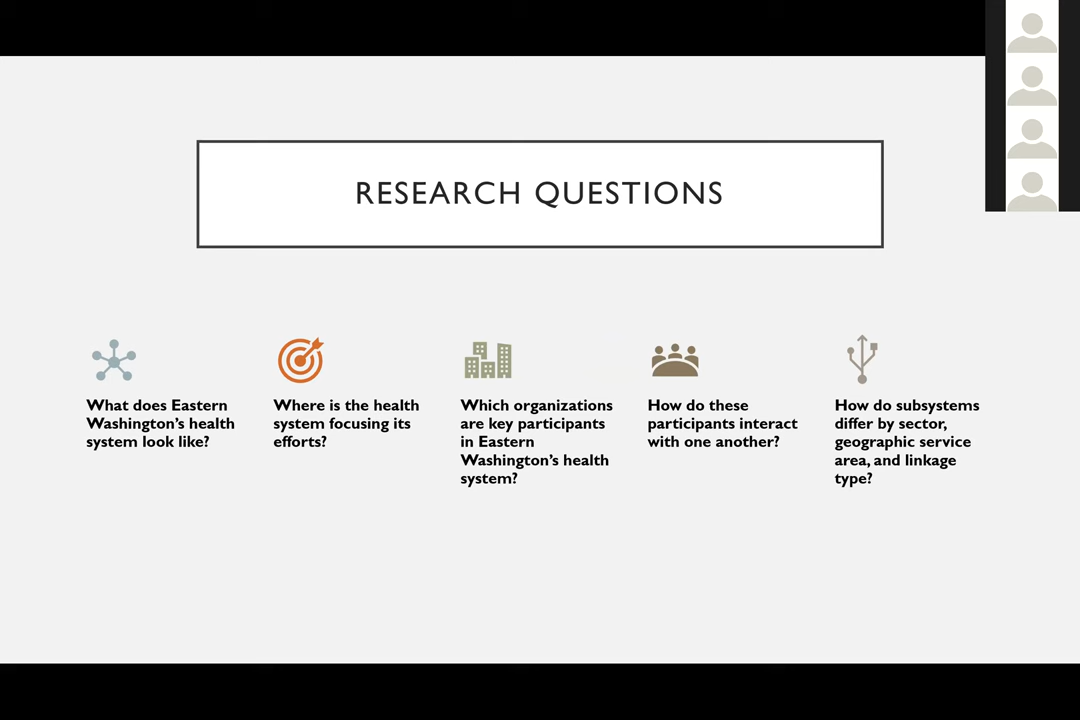 RESEARCH QUESTIONS
What does Eastern
Washington’s health
system look like?
Where is the health
system focusing its
efforts?
Which organizations
are key participants
in Eastern
Washington’s health
system?
How do these
participants interact
with one another?
How do subsystems
differ by sector,
geographic service
area, and linkage
type?